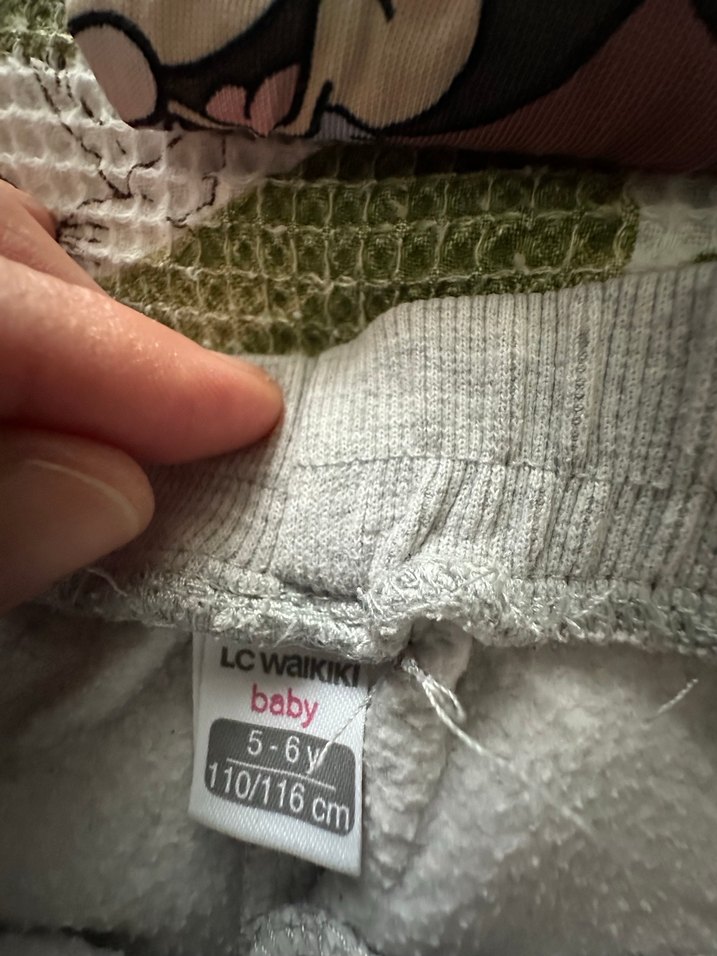 LC WAIKIKI
baby
5 - 6 y
110/116 cm